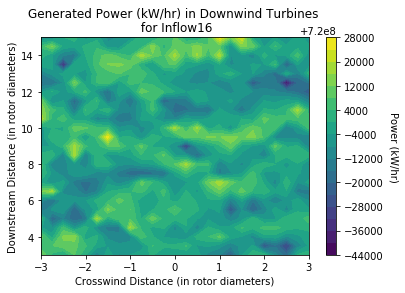 Generated Power (kW/hr) in Downwind Turbines
for Inflow16
+7.2e8
28000
20000
12000
4000
−4000
−12000
−20000
−28000
−36000
−44000
Power (kW/hr)
14
12
10
8
6
4
Downstream Distance (in rotor diameters)
−3 −2 −1 0 1 2 3
Crosswind Distance (in rotor diameters)